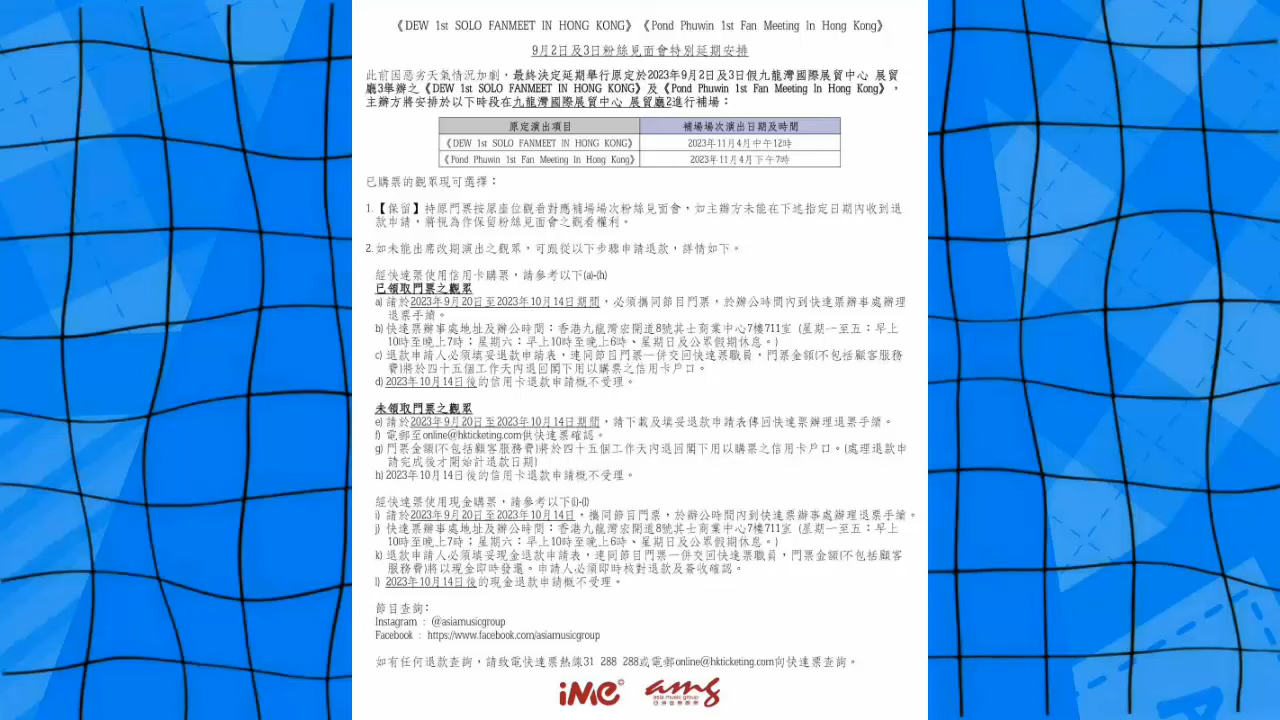 《DEW 1st SOLO FANMEET IN HONG KONG》《Pond Phuwin 1st Fan Meeting In Hong Kong》
9月2日及3日粉絲見面會特別延期安排
此前因惡劣天氣情況加劇，最終決定延期舉行原定於2023年9月2日及3日假九龍灣國際展貿中心 展貿
廳3舉辦之《DEW 1st SOLO FANMEET IN HONG KONG》及《Pond Phuwin 1st Fan Meeting In Hong Kong》，
主辦方將安排於以下時段在九龍灣國際展貿中心 展貿廳2進行補場：
原定演出項目 補場場次演出日期及時間
《DEW 1st SOLO FANMEET IN HONG KONG》 2023年11月4日中午12時
《Pond Phuwin 1st Fan Meeting In Hong Kong》 2023年11月4日下午7時
已購票的觀眾現可選擇：
1.【保留】持原門票按原座位觀看對應補場場次粉絲見面會，如主辦方未能在下述指定日期內收到退
款申請，將視為作保留粉絲見面會之觀看權利。
2. 如未能出席改期演出之觀眾，可跟從以下步驟申請退款，詳情如下。
經快達票使用信用卡購票，請參考以下(a)-(h)
已領取門票之觀眾
a) 請於2023年9月20日至2023年10月14日期間，必須攜同節目門票，於辦公時間內到快達票辦事處辦理
退票手續。
b) 快達票辦事處地址及辦公時間：香港九龍灣宏開道8號其士商業中心7樓711室 (星期一至五：早上
10時至晚上7時；星期六：早上10時至晚上6時、星期日及公眾假期休息。)
c) 退款申請人必須填妥退款申請表，連同節目門票一併交回快達票職員，門票金額(不包括顧客服務
費)將於四十五個工作天內退回閣下用以購票之信用卡戶口。
d) 2023年10月14日後的信用卡退款申請概不受理。
未領取門票之觀眾
e) 請於2023年9月20日至2023年10月14日期間，請下載及填妥退款申請表傳回快達票辦理退票手續。
f) 電郵至online@hkticketing.com供快達票確認。
g) 門票金額(不包括顧客服務費)將於四十五個工作天內退回閣下用以購票之信用卡戶口。(處理退款申
請完成後才開始計退款日期)
h) 2023年10月14日後的信用卡退款申請概不受理。
經快達票使用現金購票，請參考以下(i)-(l)
i) 請於2023年9月20日至2023年10月14日，攜同節目門票，於辦公時間內到快達票辦事處辦理退票手續。
j) 快達票辦事處地址及辦公時間：香港九龍灣宏開道8號其士商業中心7樓711室 (星期一至五：早上
10時至晚上7時；星期六：早上10時至晚上6時、星期日及公眾假期休息。)
k) 退款申請人必須填妥現金退款申請表，連同節目門票一併交回快達票職員，門票金額(不包括顧客
服務費)將以現金即時發還。申請人必須即時核對退款及簽收確認。
l) 2023年10月14日後的現金退款申請概不受理。
節目查詢：
Instagram : @asiamusicgroup
Facebook : https://www.facebook.com/asiamusicgroup
如有任何退款查詢，請致電快達票熱線31 288 288或電郵online@hkticketing.com向快達票查詢。
iME amg
asia music group
亞洲音樂集團